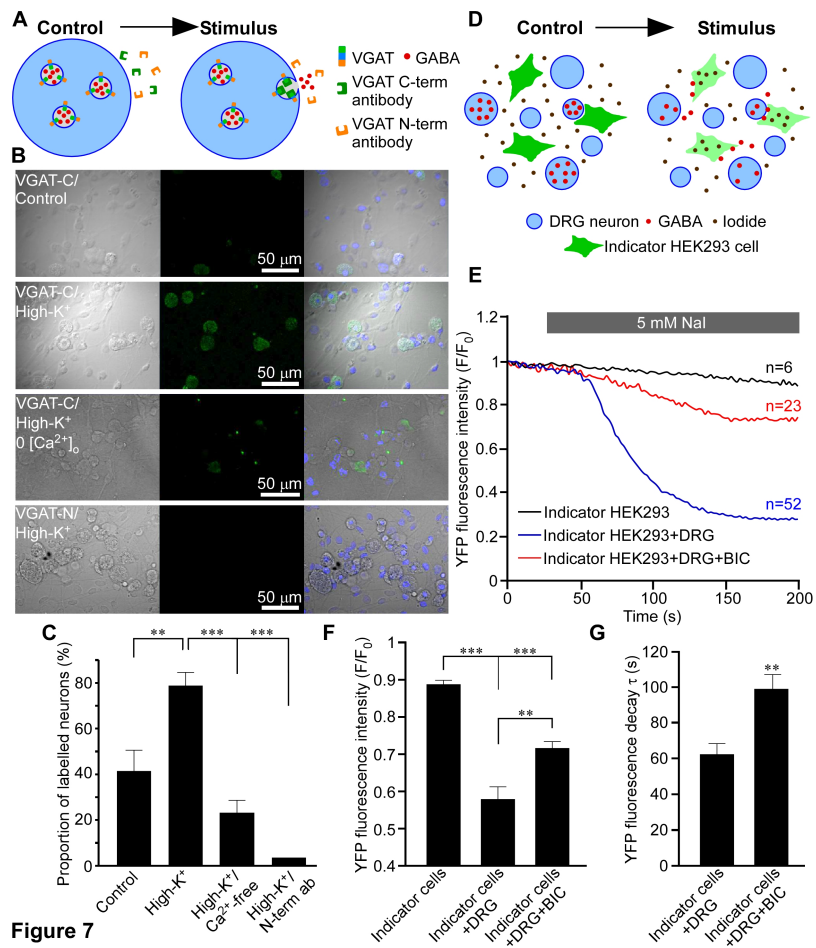 A
Control
Stimulus
VGAT
GABA
VGAT C-term
antibody
VGAT N-term
antibody
B
VGAT-C/
Control
50 μm
VGAT-C/
High-K⁺
50 μm
VGAT-C/
High-K⁺
0 [Ca²⁺]ₒ
50 μm
VGAT-N/
High-K⁺
50 μm
C
Proportion of labelled neurons (%)
80
60
40
20
0
**
***
***
Control
High-K⁺
High-K⁺/
Ca²⁺-free
High-K⁺/
N-term ab
D
Control
Stimulus
DRG neuron
GABA
Iodide
Indicator HEK293 cell
E
YFP fluorescence intensity (F/F₀)
1.2
1
0.8
0.6
0.4
0.2
0
5 mM NaI
n=6
n=23
n=52
Indicator HEK293
Indicator HEK293+DRG
Indicator HEK293+DRG+BIC
0
50
100
150
200
Time (s)
F
YFP fluorescence intensity (F/F₀)
1
0.9
0.8
0.7
0.6
0.5
0.4
***
***
**
Indicator cells
Indicator cells
+DRG
Indicator cells
+DRG+BIC
G
YFP fluorescence decay τ (s)
120
100
80
60
40
20
0
**
Indicator cells
+DRG
Indicator cells
+DRG+BIC
Figure 7